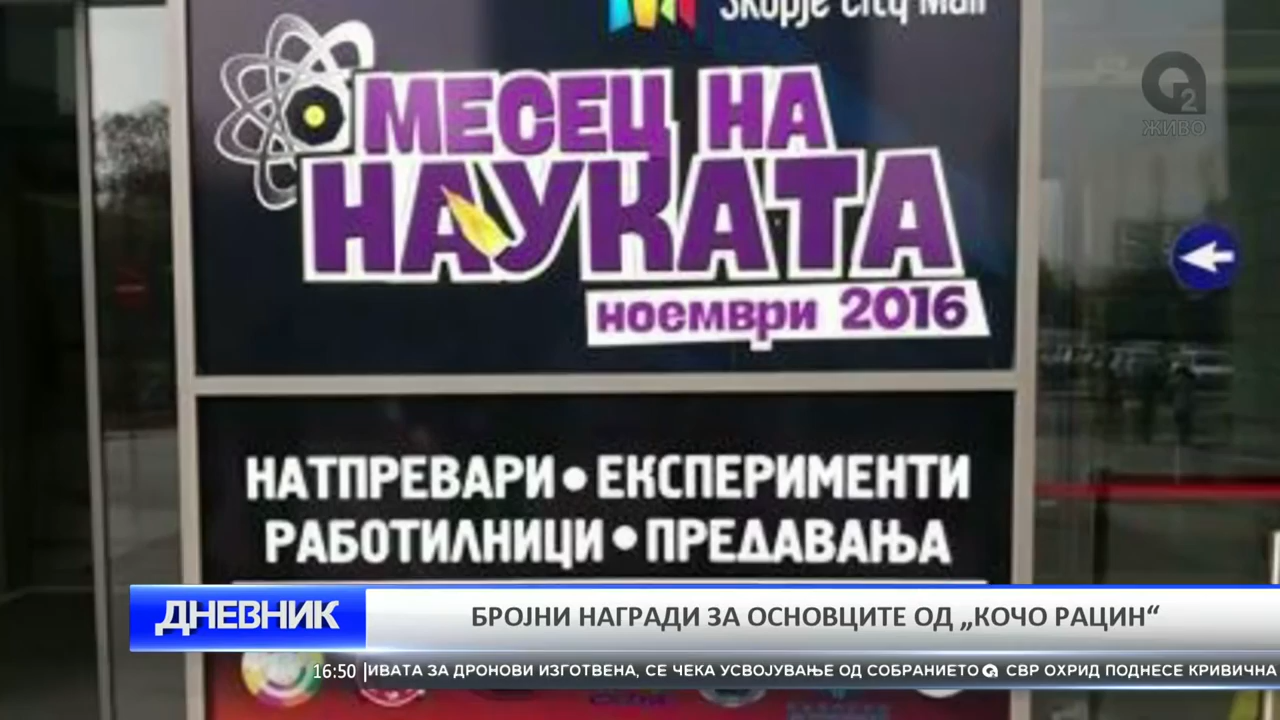 Skopje City Mall
2
ЖИВО
МЕСЕЦ НА
НАУКАТА
НОЕМВРИ 2016
НАТПРЕВАРИ • ЕКСПЕРИМЕНТИ
РАБОТИЛНИЦИ • ПРЕДАВАЊА
ДНЕВНИК
БРОЈНИ НАГРАДИ ЗА ОСНОВЦИТЕ ОД „КОЧО РАЦИН“
16:50
ИВАТА ЗА ДРОНОВИ ИЗГОТВЕНА, СЕ ЧЕКА УСВОЈУВАЊЕ ОД СОБРАНИЕТО СВР ОХРИД ПОДНЕСЕ КРИВИЧНА